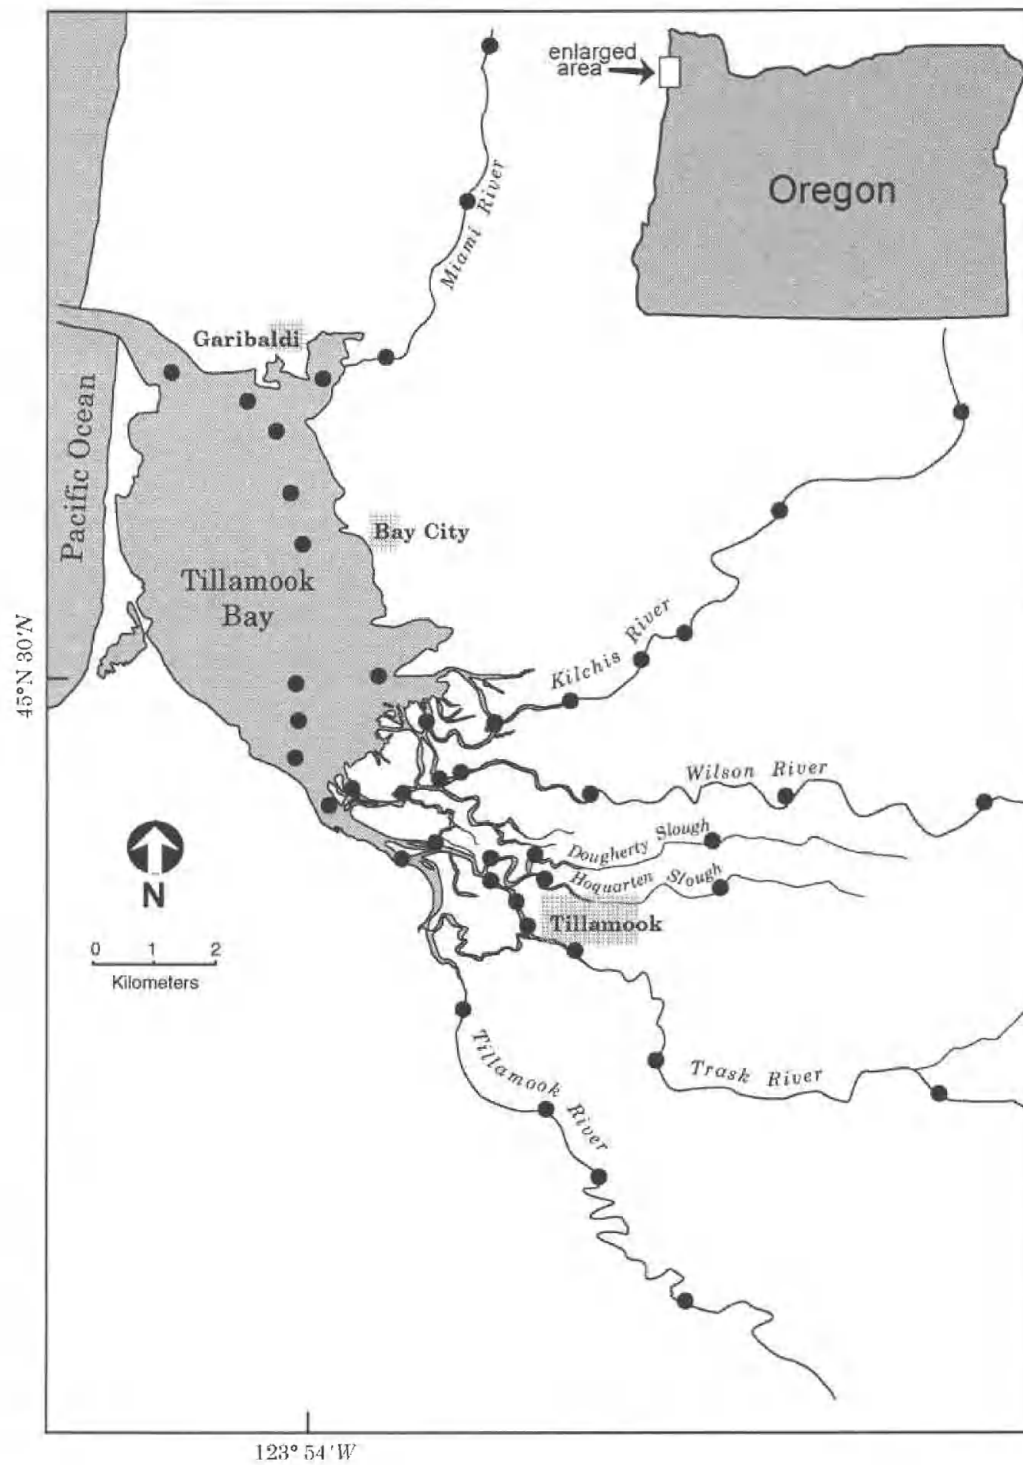 enlarged
area
Oregon
Miami River
Garibaldi
Pacific Ocean
Bay City
Tillamook
Bay
Kilchis River
45°N 30'N
Wilson River
Dougherty Slough
Hoquarten Slough
N
Tillamook
0 1 2
Kilometers
Tillamook River
Trask River
123° 54'W